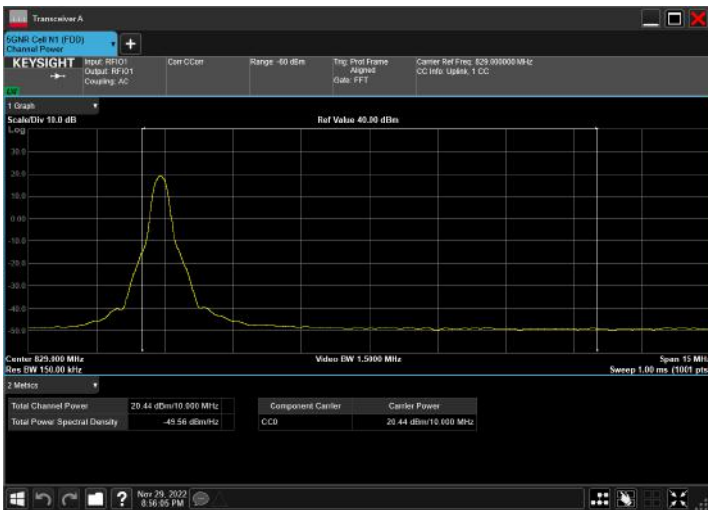 Transceiver A
5GNR Cell N1 (FDD)
Channel Power
KEYSIGHT
Input: RFIO1
Output: RFIO1
Coupling: AC
Corr CCorr
Range: -60 dBm
Trig: Prot Frame
Aligned
Gate: FFT
Carrier Ref Freq: 829.000000 MHz
CC Info: Uplink, 1 CC
1 Graph
Scale/Div 10.0 dB
Ref Value 40.00 dBm
Log
30.0
20.0
10.0
0.00
-10.0
-20.0
-30.0
-40.0
-50.0
Center 829.000 MHz
Video BW 1.5000 MHz
Span 15 MHz
Res BW 150.00 kHz
Sweep 1.00 ms (1001 pts
2 Metrics
Total Channel Power 20.44 dBm/10.000 MHz
Total Power Spectral Density -49.56 dBm/Hz
Component Carrier Carrier Power
CC0 20.44 dBm/10.000 MHz
Nov 29, 2022
8:56:05 PM